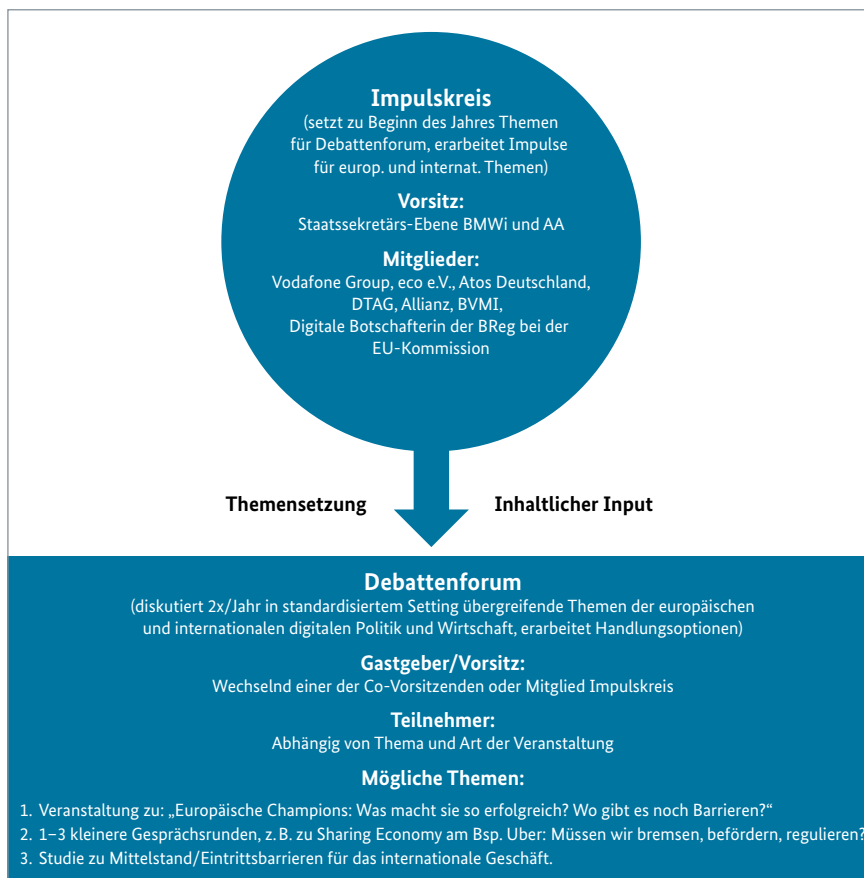 Impulskreis
(setzt zu Beginn des Jahres Themen
für Debattenforum, erarbeitet Impulse
für europ. und internat. Themen)
Vorsitz:
Staatssekretärs-Ebene BMWi und AA
Mitglieder:
Vodafone Group, eco e.V., Atos Deutschland,
DTAG, Allianz, BVMI,
Digitale Botschafterin der BReg bei der
EU-Kommission
Themensetzung
Inhaltlicher Input
Debattenforum
(diskutiert 2x/Jahr in standardisiertem Setting übergreifende Themen der europäischen
und internationalen digitalen Politik und Wirtschaft, erarbeitet Handlungsoptionen)
Gastgeber/Vorsitz:
Wechselnd einer der Co-Vorsitzenden oder Mitglied Impulskreis
Teilnehmer:
Abhängig von Thema und Art der Veranstaltung
Mögliche Themen:
1. Veranstaltung zu: „Europäische Champions: Was macht sie so erfolgreich? Wo gibt es noch Barrieren?“
2. 1–3 kleinere Gesprächsrunden, z. B. zu Sharing Economy am Bsp. Uber: Müssen wir bremsen, befördern, regulieren?
3. Studie zu Mittelstand/Eintrittsbarrieren für das internationale Geschäft.